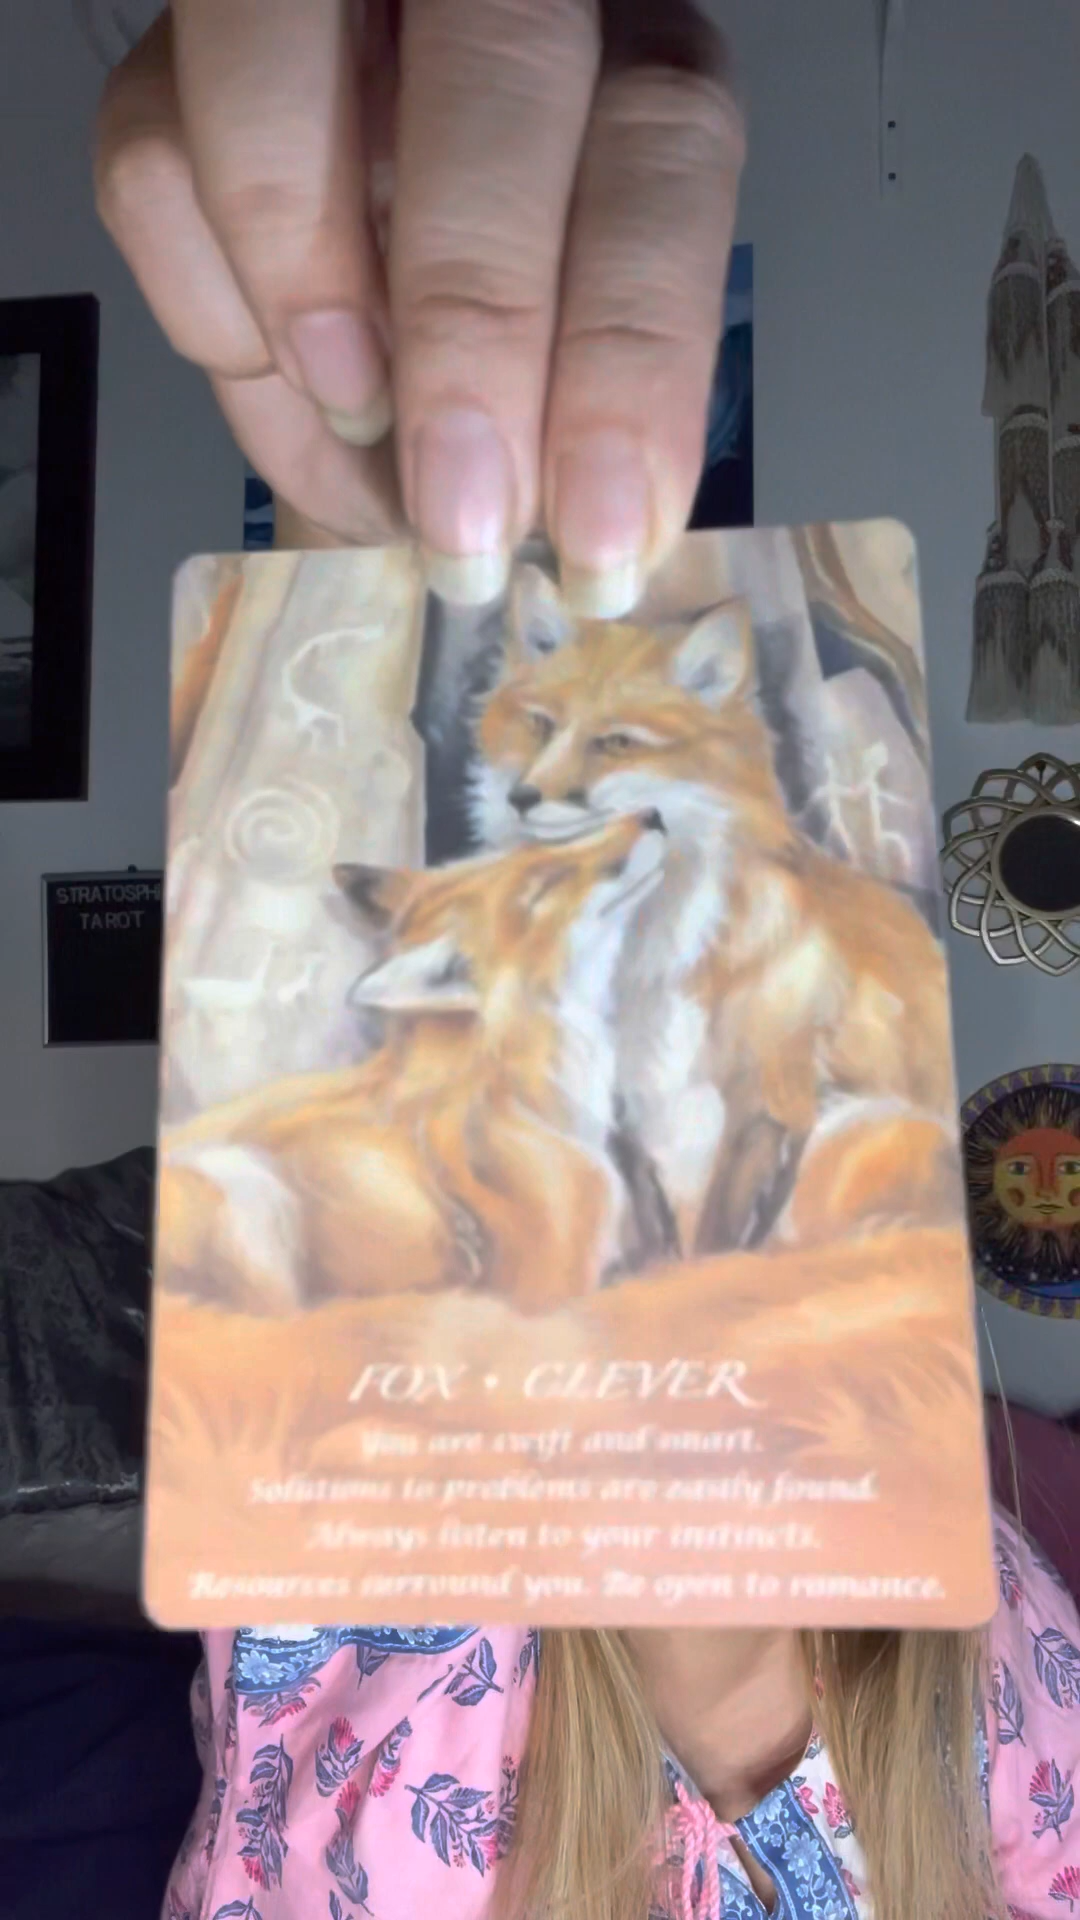 STRATOSPH
TAROT
FOX • CLEVER
You are swift and smart.
Solutions to problems are easily found.
Always listen to your instincts.
Resources surround you. Be open to romance.